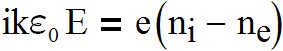 ikε₀ E = e(nᵢ − nₑ)